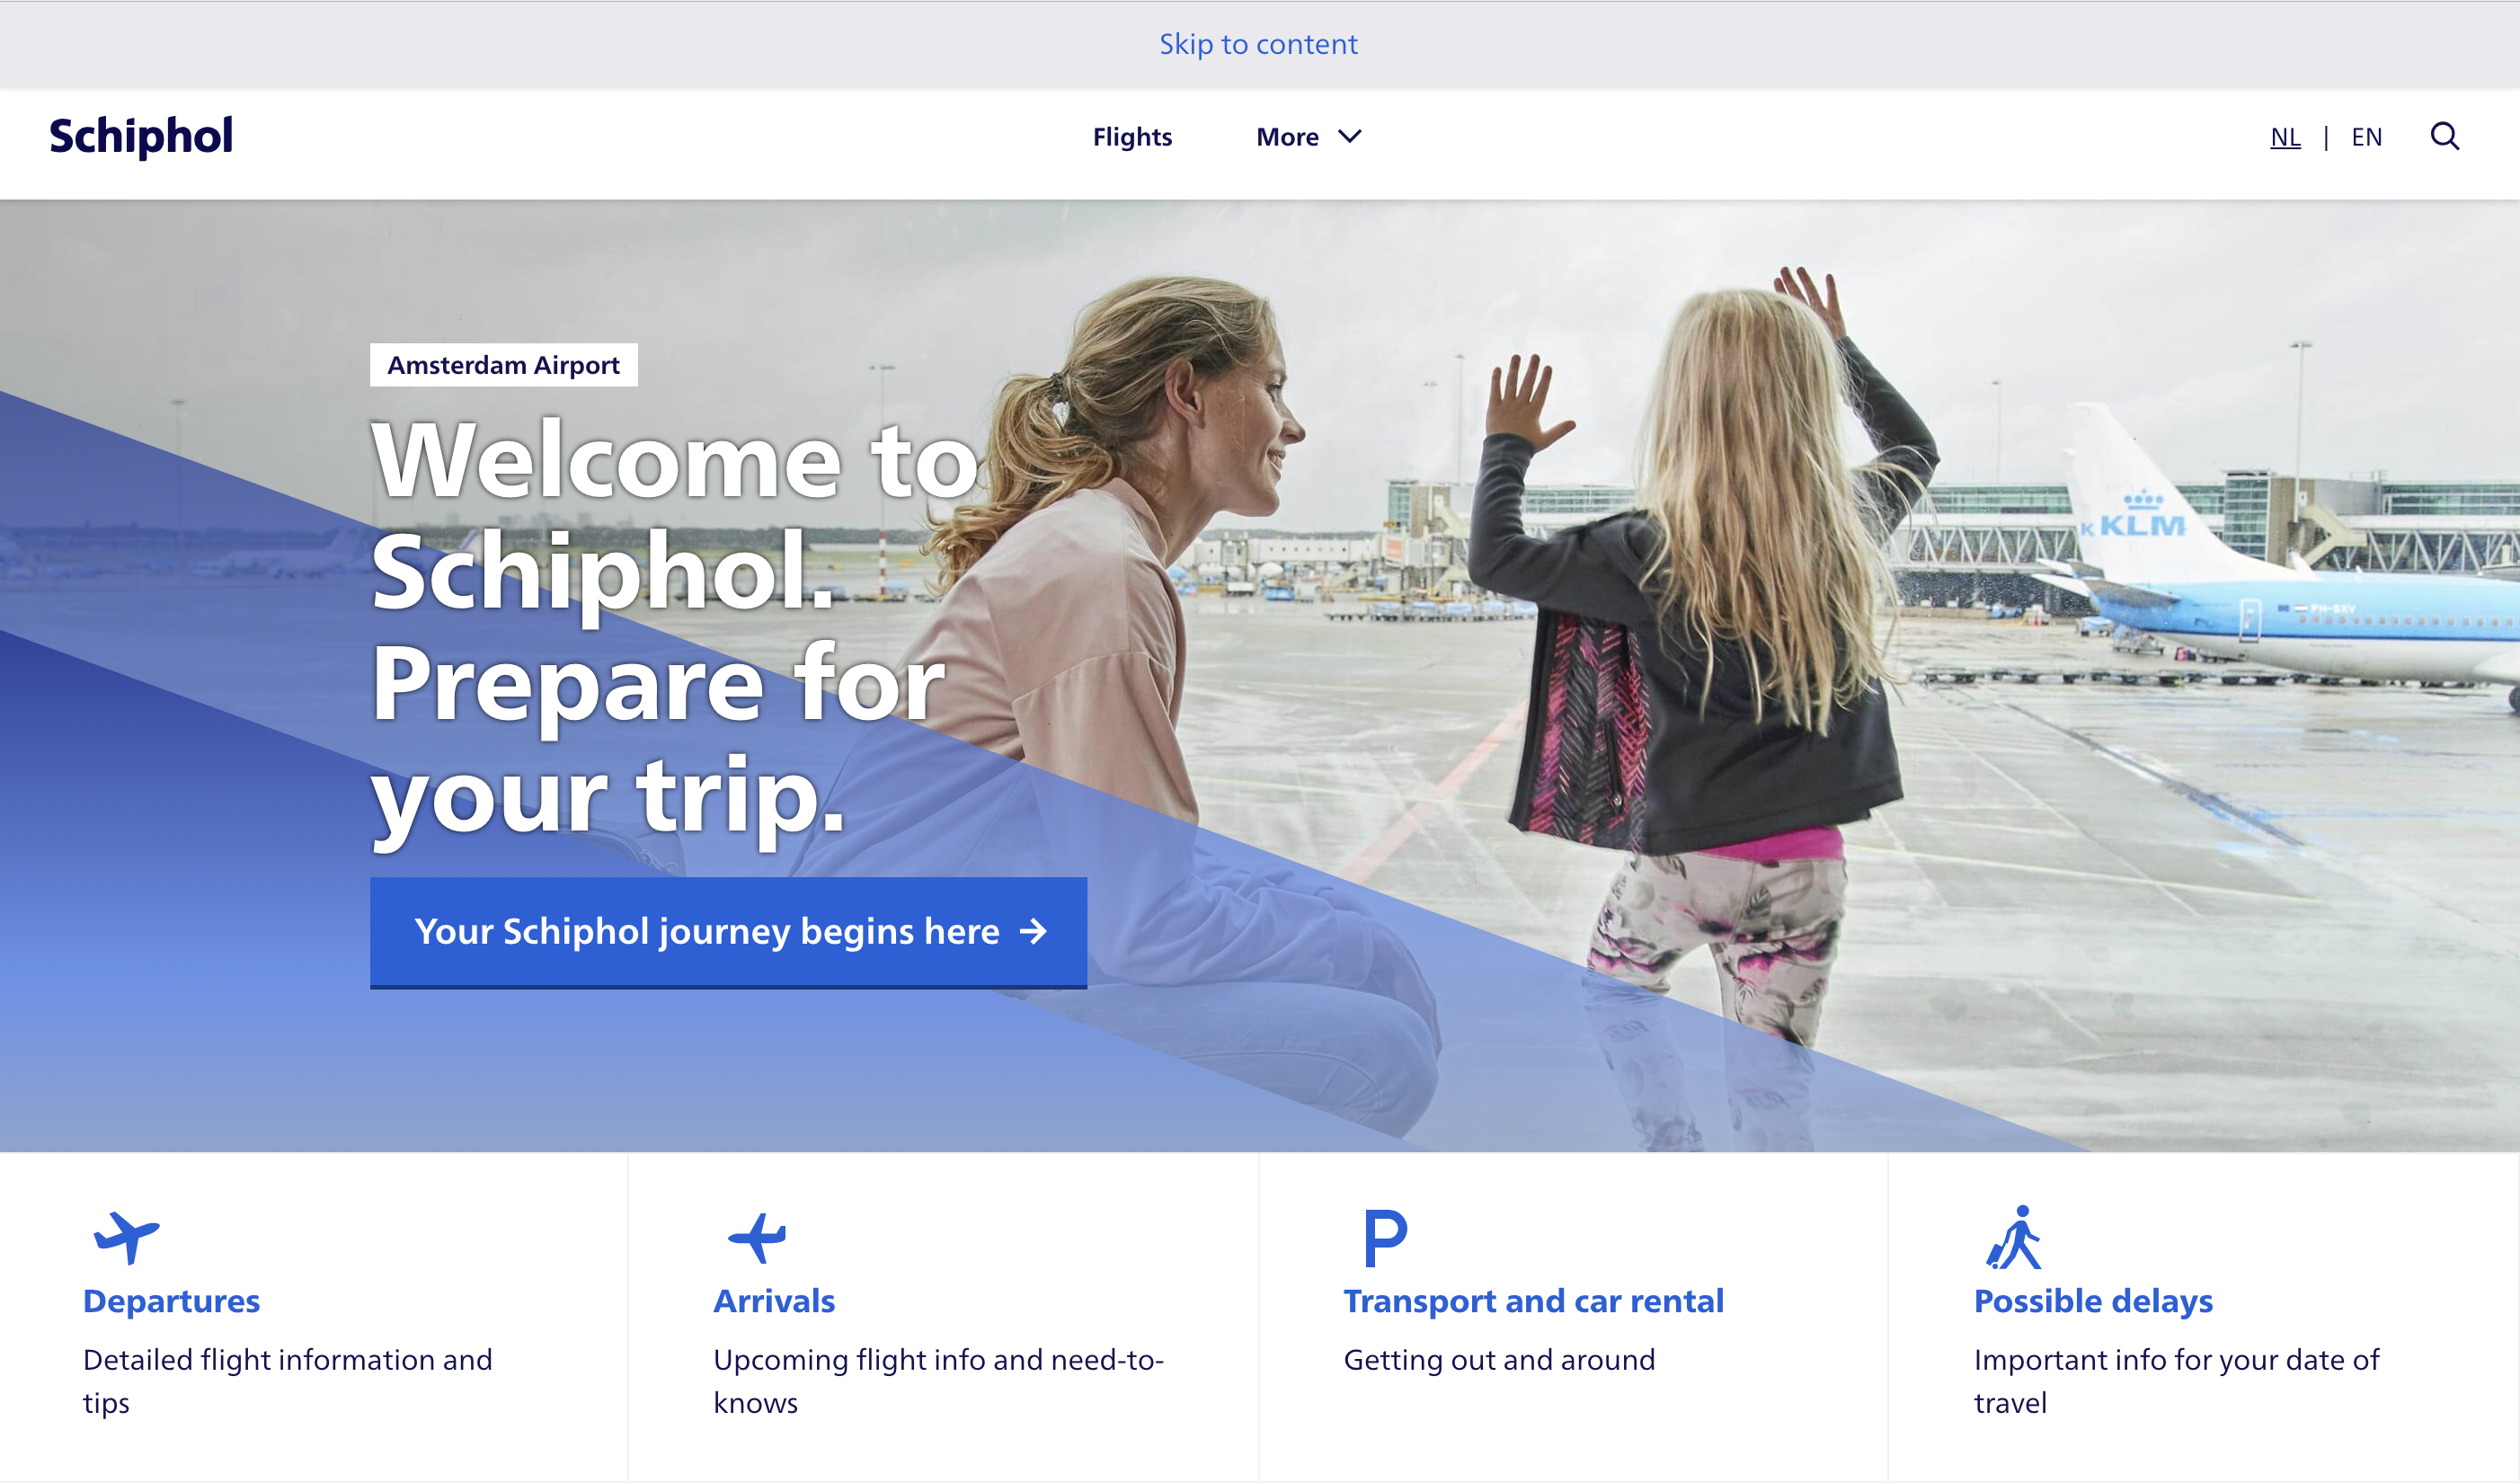 Skip to content
Schiphol
Flights
More
NL | EN
Amsterdam Airport
Welcome to
Schiphol.
Prepare for
your trip.
KLM
PH-BXV
Your Schiphol journey begins here →
Departures
Detailed flight information and
tips
Arrivals
Upcoming flight info and need-to-
knows
P
Transport and car rental
Getting out and around
Possible delays
Important info for your date of
travel